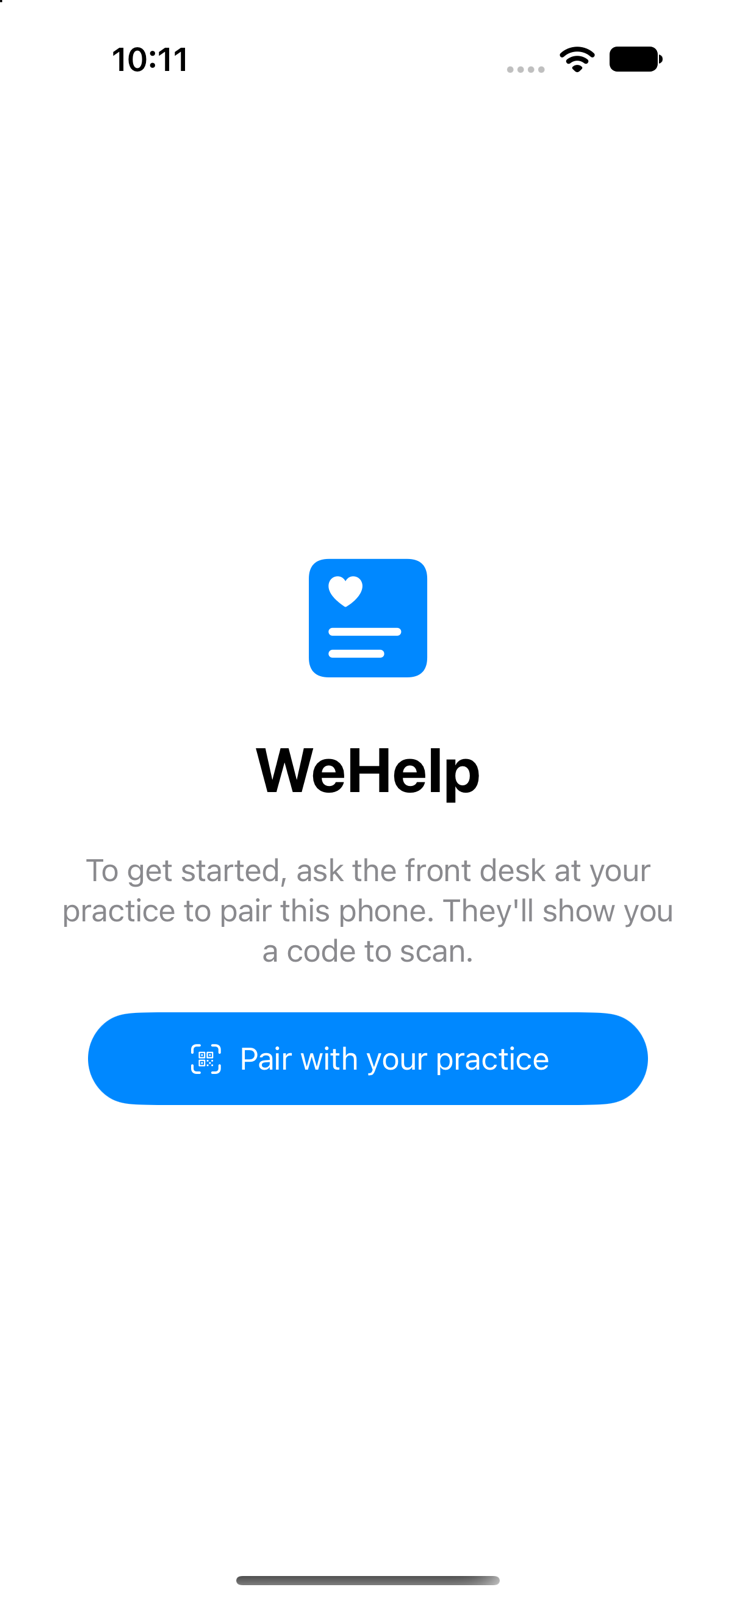 10:11
WeHelp
To get started, ask the front desk at your
practice to pair this phone. They'll show you
a code to scan.
Pair with your practice